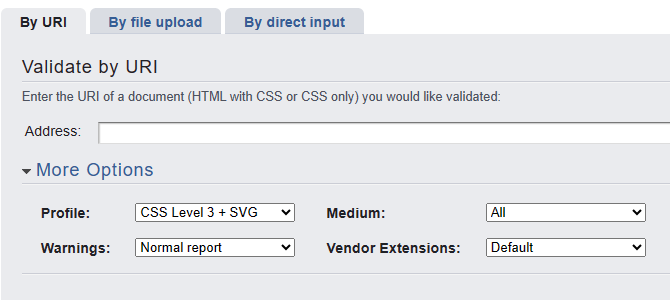 By URI By file upload By direct input
Validate by URI
Enter the URI of a document (HTML with CSS or CSS only) you would like validated:
Address:
More Options
Profile: CSS Level 3 + SVG Medium: All
Warnings: Normal report Vendor Extensions: Default